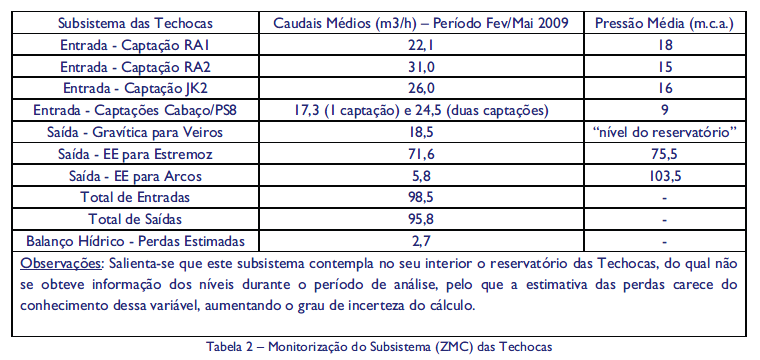 Subsistema das Techocas Caudais Médios (m3/h) – Período Fev/Mai 2009 Pressão Média (m.c.a.)
Entrada - Captação RA1 22,1 18
Entrada - Captação RA2 31,0 15
Entrada - Captação JK2 26,0 16
Entrada - Captações Cabaço/PS8 17,3 (1 captação) e 24,5 (duas captações) 9
Saída - Gravítica para Veiros 18,5 “nível do reservatório”
Saída - EE para Estremoz 71,6 75,5
Saída - EE para Arcos 5,8 103,5
Total de Entradas 98,5 -
Total de Saídas 95,8 -
Balanço Hídrico - Perdas Estimadas 2,7 -
Observações: Salienta-se que este subsistema contempla no seu interior o reservatório das Techocas, do qual não
se obteve informação dos níveis durante o período de análise, pelo que a estimativa das perdas carece do
conhecimento dessa variável, aumentando o grau de incerteza do cálculo.
Tabela 2 – Monitorização do Subsistema (ZMC) das Techocas